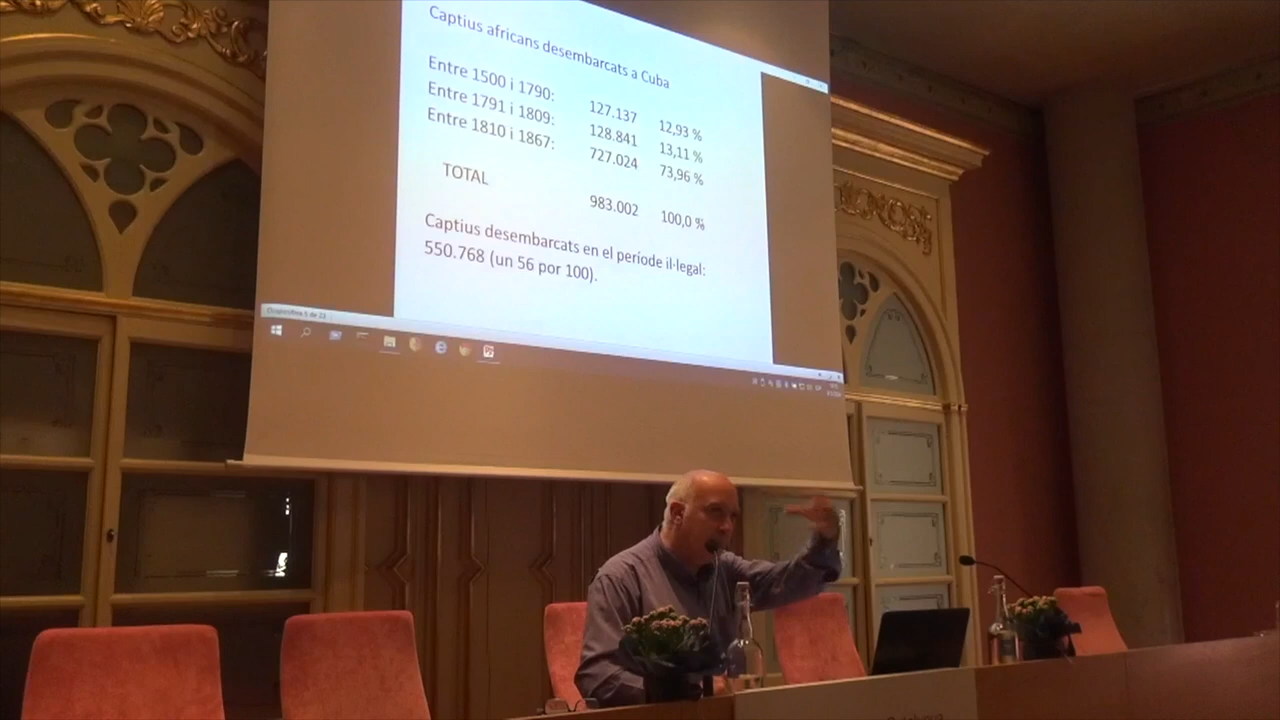 Captius africans desembarcats a Cuba
Entre 1500 i 1790: 127.137 12,93 %
Entre 1791 i 1809: 128.841 13,11 %
Entre 1810 i 1867: 727.024 73,96 %
TOTAL 983.002 100,0 %
Captius desembarcats en el període il·legal:
550.768 (un 56 por 100).